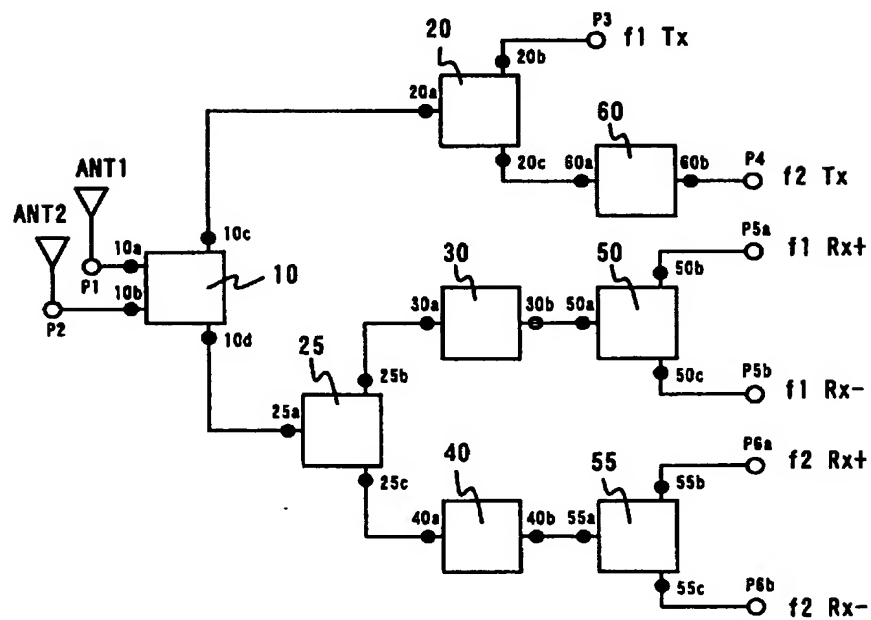 P3
f1 Tx
20
20b
20a
60
20c
60a
60b
P4
f2 Tx
ANT1
ANT2
10c
P5a
f1 Rx+
10a
10
30
50
50b
P1
10b
30a
30b
50a
P2
10d
25
25b
50c
P5b
f1 Rx-
25a
P6a
f2 Rx+
40
55
55b
25c
40a
40b
55a
55c
P6b
f2 Rx-